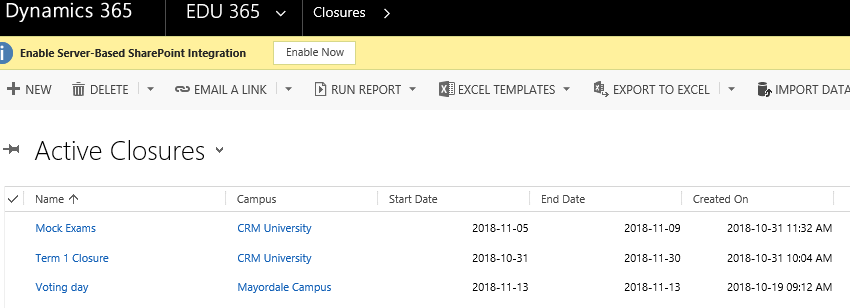 Dynamics 365 EDU 365 Closures
Enable Server-Based SharePoint Integration Enable Now
NEW DELETE EMAIL A LINK RUN REPORT EXCEL TEMPLATES EXPORT TO EXCEL IMPORT DATA
Active Closures
Name Campus Start Date End Date Created On
Mock Exams CRM University 2018-11-05 2018-11-09 2018-10-31 11:32 AM
Term 1 Closure CRM University 2018-10-31 2018-11-30 2018-10-31 10:04 AM
Voting day Mayordale Campus 2018-11-13 2018-11-13 2018-10-19 09:12 AM